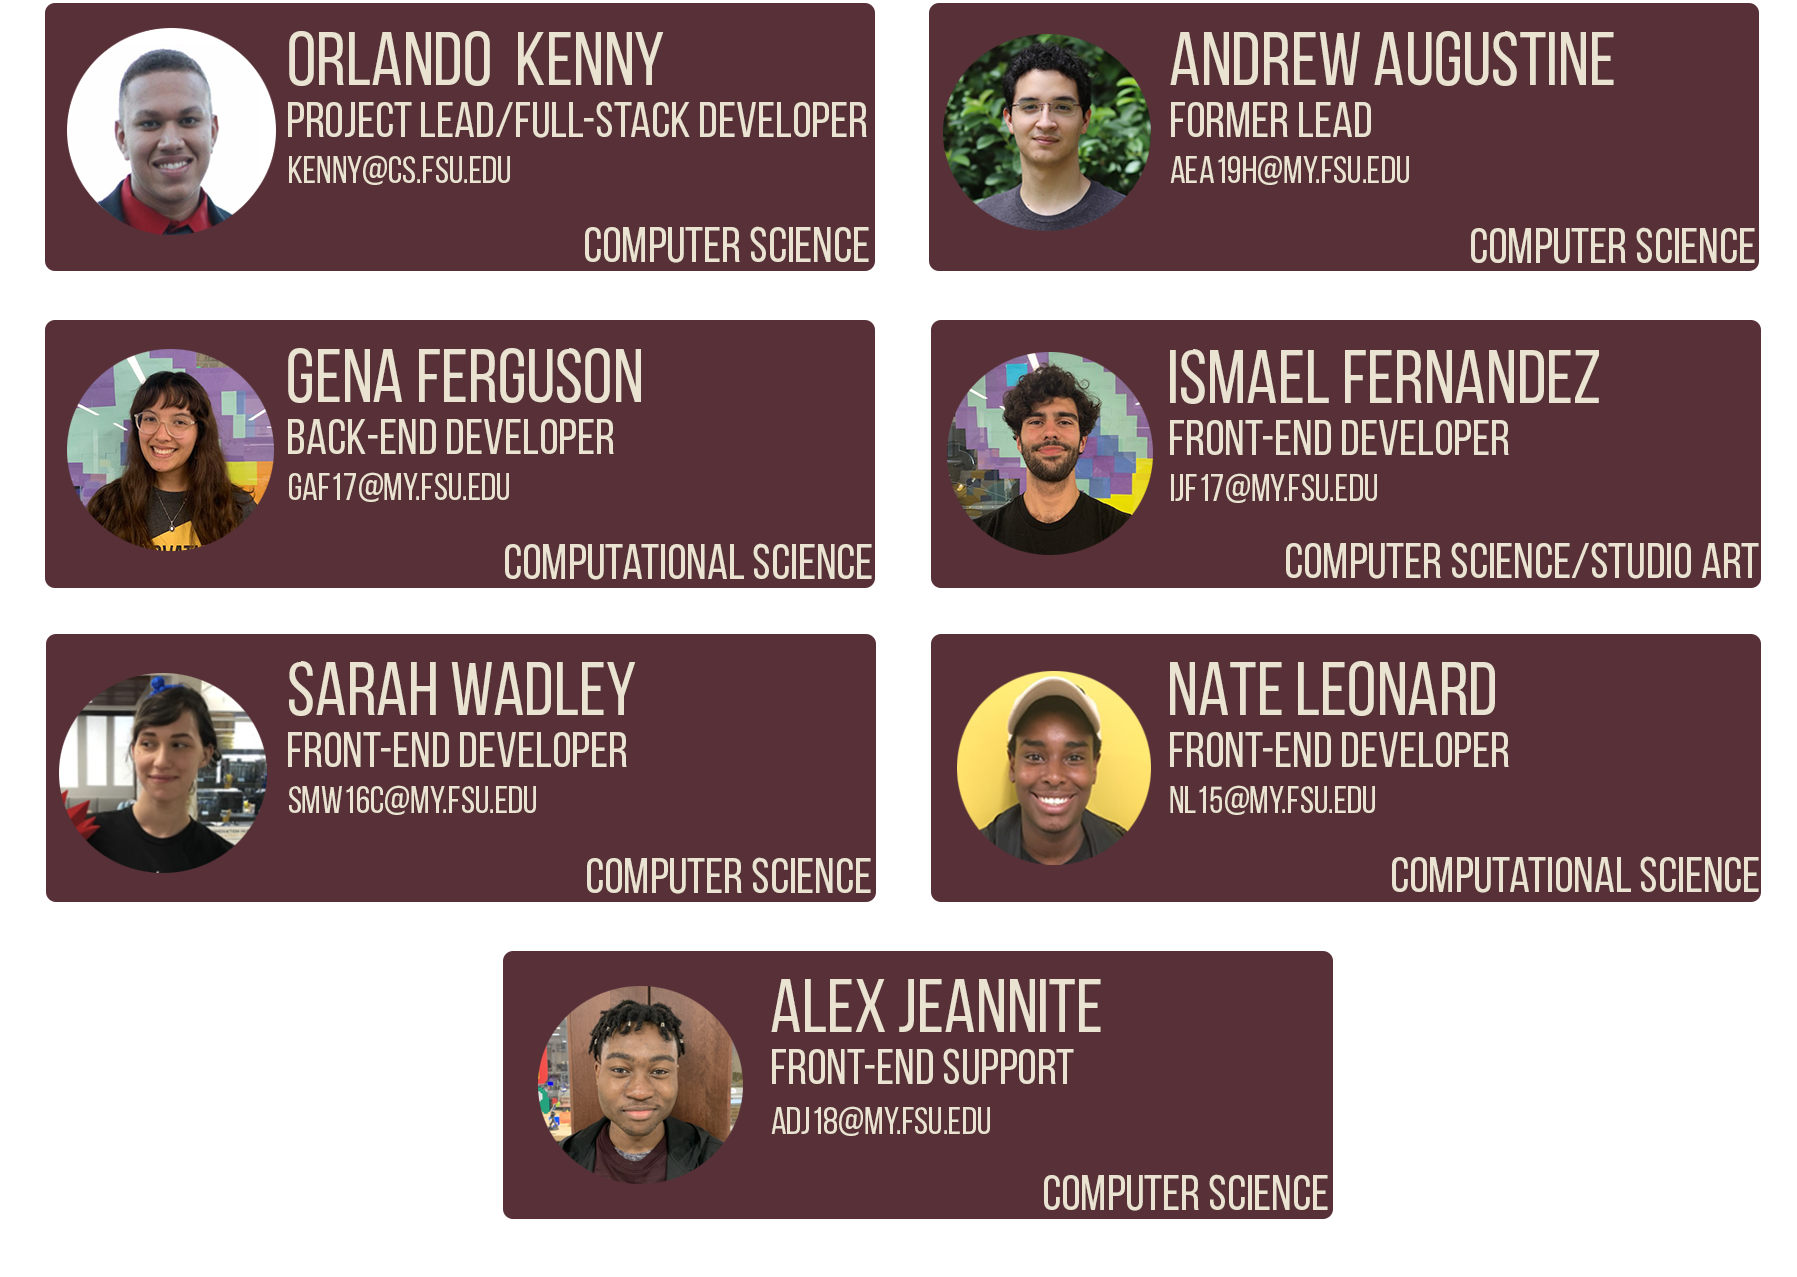 ORLANDO KENNY
PROJECT LEAD/FULL-STACK DEVELOPER
KENNY@CS.FSU.EDU
COMPUTER SCIENCE
ANDREW AUGUSTINE
FORMER LEAD
AEA19H@MY.FSU.EDU
COMPUTER SCIENCE
GENA FERGUSON
BACK-END DEVELOPER
GAF17@MY.FSU.EDU
COMPUTATIONAL SCIENCE
ISMAEL FERNANDEZ
FRONT-END DEVELOPER
IJF17@MY.FSU.EDU
COMPUTER SCIENCE/STUDIO ART
SARAH WADLEY
FRONT-END DEVELOPER
SMW16C@MY.FSU.EDU
COMPUTER SCIENCE
NATE LEONARD
FRONT-END DEVELOPER
NL15@MY.FSU.EDU
COMPUTATIONAL SCIENCE
ALEX JEANNITE
FRONT-END SUPPORT
ADJ18@MY.FSU.EDU
COMPUTER SCIENCE